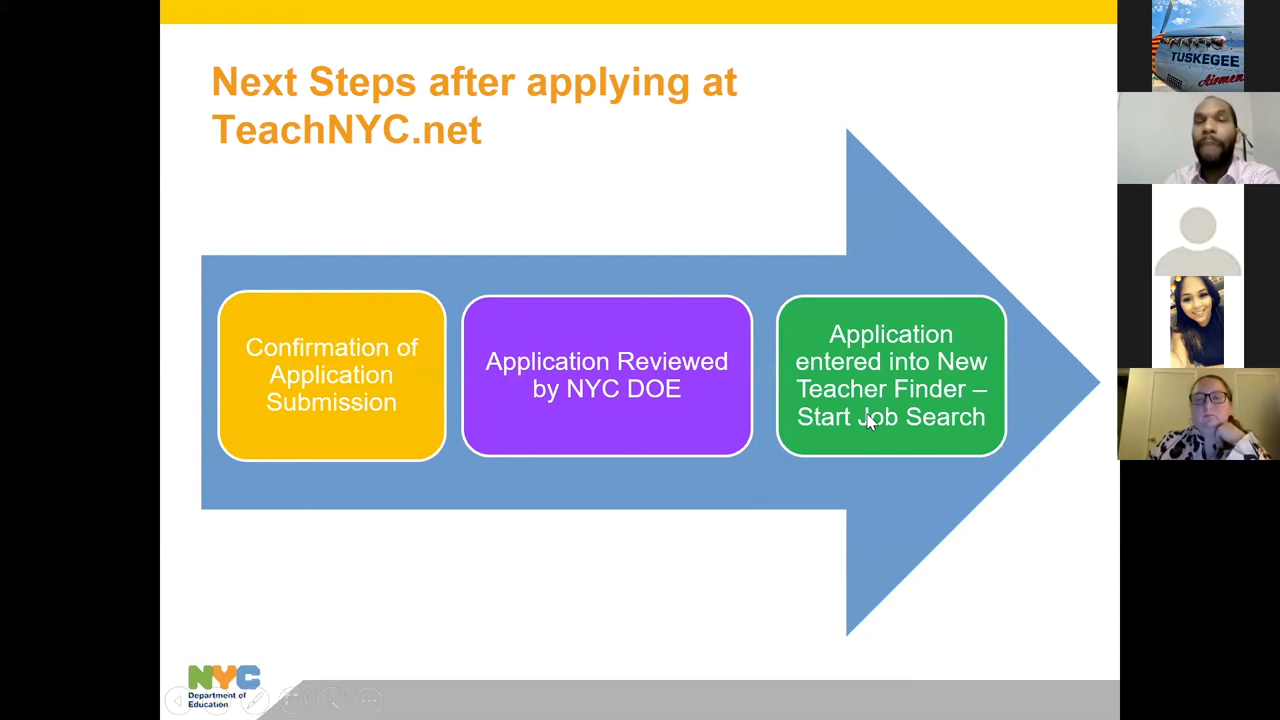 Next Steps after applying at
TeachNYC.net
Confirmation of
Application
Submission
Application Reviewed
by NYC DOE
Application
entered into New
Teacher Finder –
Start Job Search
NYC
Department of
Education
TUSKEGEE
Airmen